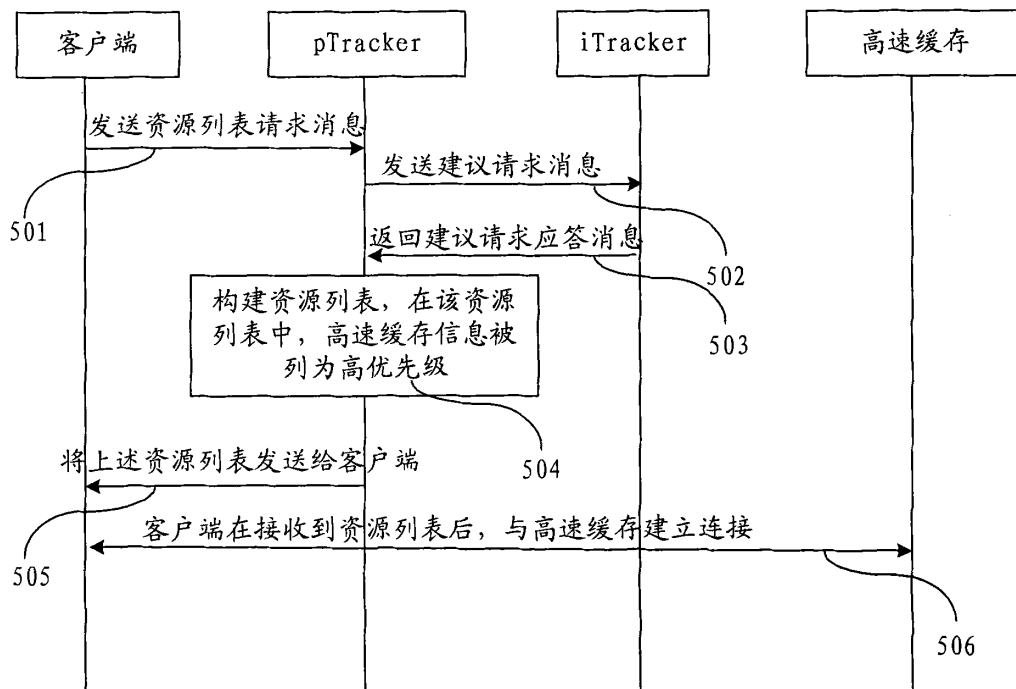 客户端
pTracker
iTracker
高速缓存
发送资源列表请求消息
501
发送建议请求消息
502
返回建议请求应答消息
503
构建资源列表，在该资源
列表中，高速缓存信息被
列为高优先级
504
将上述资源列表发送给客户端
505
客户端在接收到资源列表后，与高速缓存建立连接
506